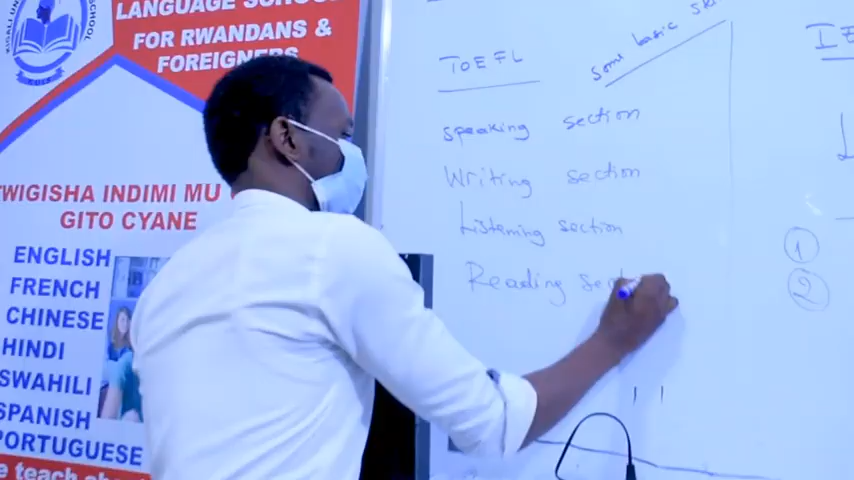 LANGUAGE SCHOOL
FOR RWANDANS &
FOREIGNERS
TWIGISHA INDIMI MU
GITO CYANE
ENGLISH
FRENCH
CHINESE
HINDI
SWAHILI
SPANISH
PORTUGUESE
e teach
TOEFL
some basic
speaking section
Writing section
Listening section
Reading
1
2